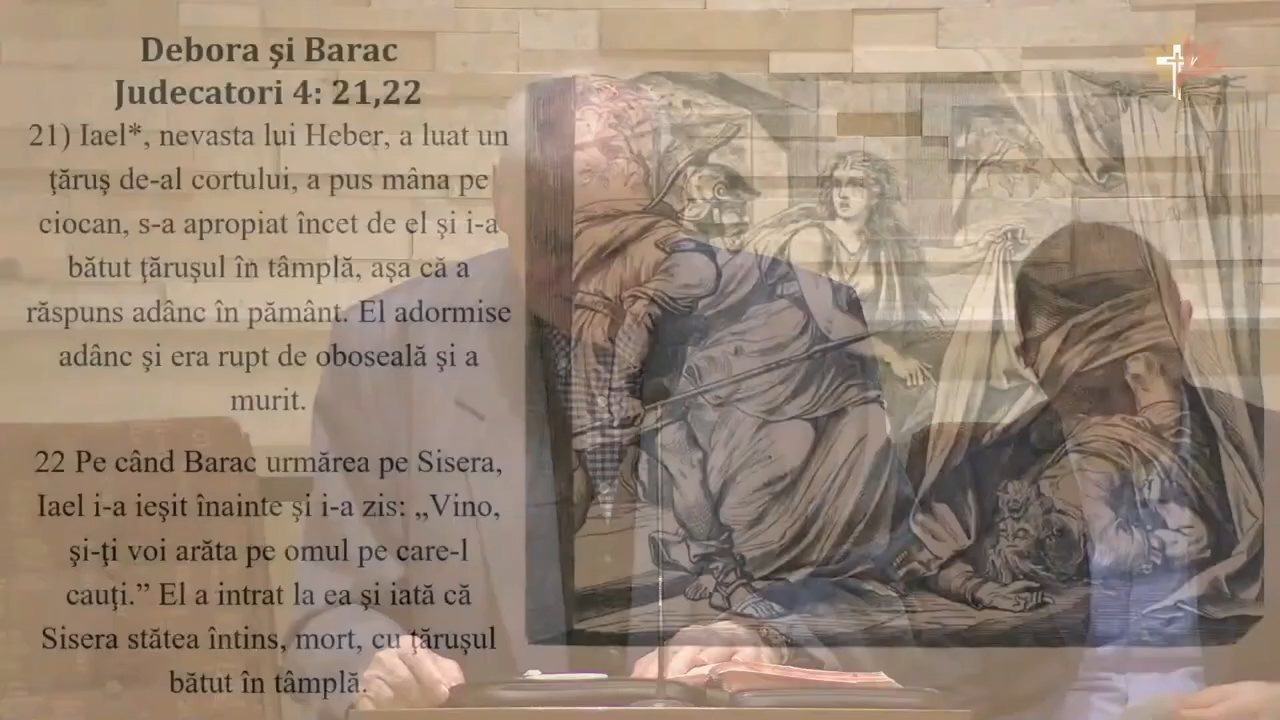 Debora şi Barac
Judecatori 4: 21,22
21) Iael*, nevasta lui Heber, a luat un
ţăruş de-al cortului, a pus mâna pe
ciocan, s-a apropiat încet de el şi i-a
bătut ţăruşul în tâmplă, aşa că a
răspuns adânc în pământ. El adormise
adânc şi era rupt de oboseală şi a
murit.
22 Pe când Barac urmărea pe Sisera,
Iael i-a ieşit înainte şi i-a zis: „Vino,
şi-ţi voi arăta pe omul pe care-l
cauţi.” El a intrat la ea şi iată că
Sisera stătea întins, mort, cu ţăruşul
bătut în tâmplă.